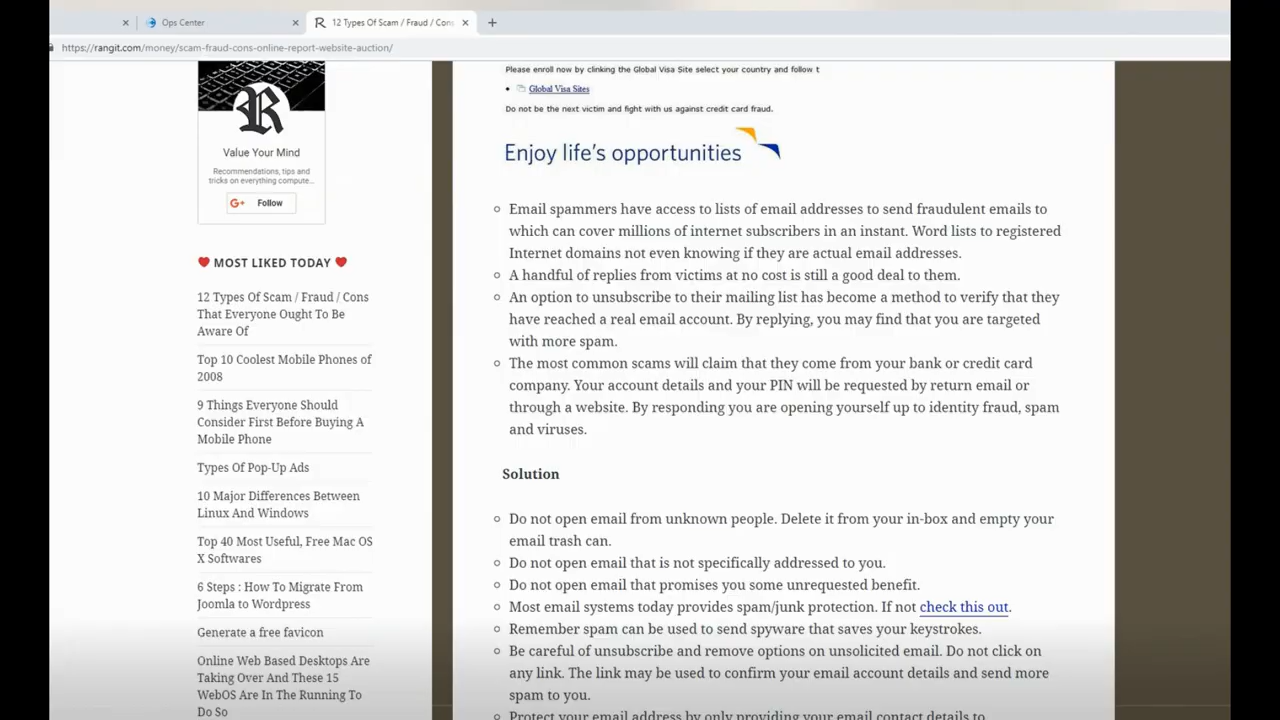 Ops Center
12 Types Of Scam / Fraud / Cons
https://rangit.com/money/scam-fraud-cons-online-report-website-auction/
R
Value Your Mind
Recommendations, tips and
tricks on everything compute...
G+ Follow
MOST LIKED TODAY
12 Types Of Scam / Fraud / Cons
That Everyone Ought To Be
Aware Of
Top 10 Coolest Mobile Phones of
2008
9 Things Everyone Should
Consider First Before Buying A
Mobile Phone
Types Of Pop-Up Ads
10 Major Differences Between
Linux And Windows
Top 40 Most Useful, Free Mac OS
X Softwares
6 Steps : How To Migrate From
Joomla to Wordpress
Generate a free favicon
Online Web Based Desktops Are
Taking Over And These 15
WebOS Are In The Running To
Do So
Please enroll now by clicking the Global Visa Site select your country and follow t
Global Visa Sites
Do not be the next victim and fight with us against credit card fraud.
Enjoy life's opportunities
Email spammers have access to lists of email addresses to send fraudulent emails to
which can cover millions of internet subscribers in an instant. Word lists to registered
Internet domains not even knowing if they are actual email addresses.
A handful of replies from victims at no cost is still a good deal to them.
An option to unsubscribe to their mailing list has become a method to verify that they
have reached a real email account. By replying, you may find that you are targeted
with more spam.
The most common scams will claim that they come from your bank or credit card
company. Your account details and your PIN will be requested by return email or
through a website. By responding you are opening yourself up to identity fraud, spam
and viruses.
Solution
Do not open email from unknown people. Delete it from your in-box and empty your
email trash can.
Do not open email that is not specifically addressed to you.
Do not open email that promises you some unrequested benefit.
Most email systems today provides spam/junk protection. If not check this out.
Remember spam can be used to send spyware that saves your keystrokes.
Be careful of unsubscribe and remove options on unsolicited email. Do not click on
any link. The link may be used to confirm your email account details and send more
spam to you.
Protect your email address by only providing your email contact details to